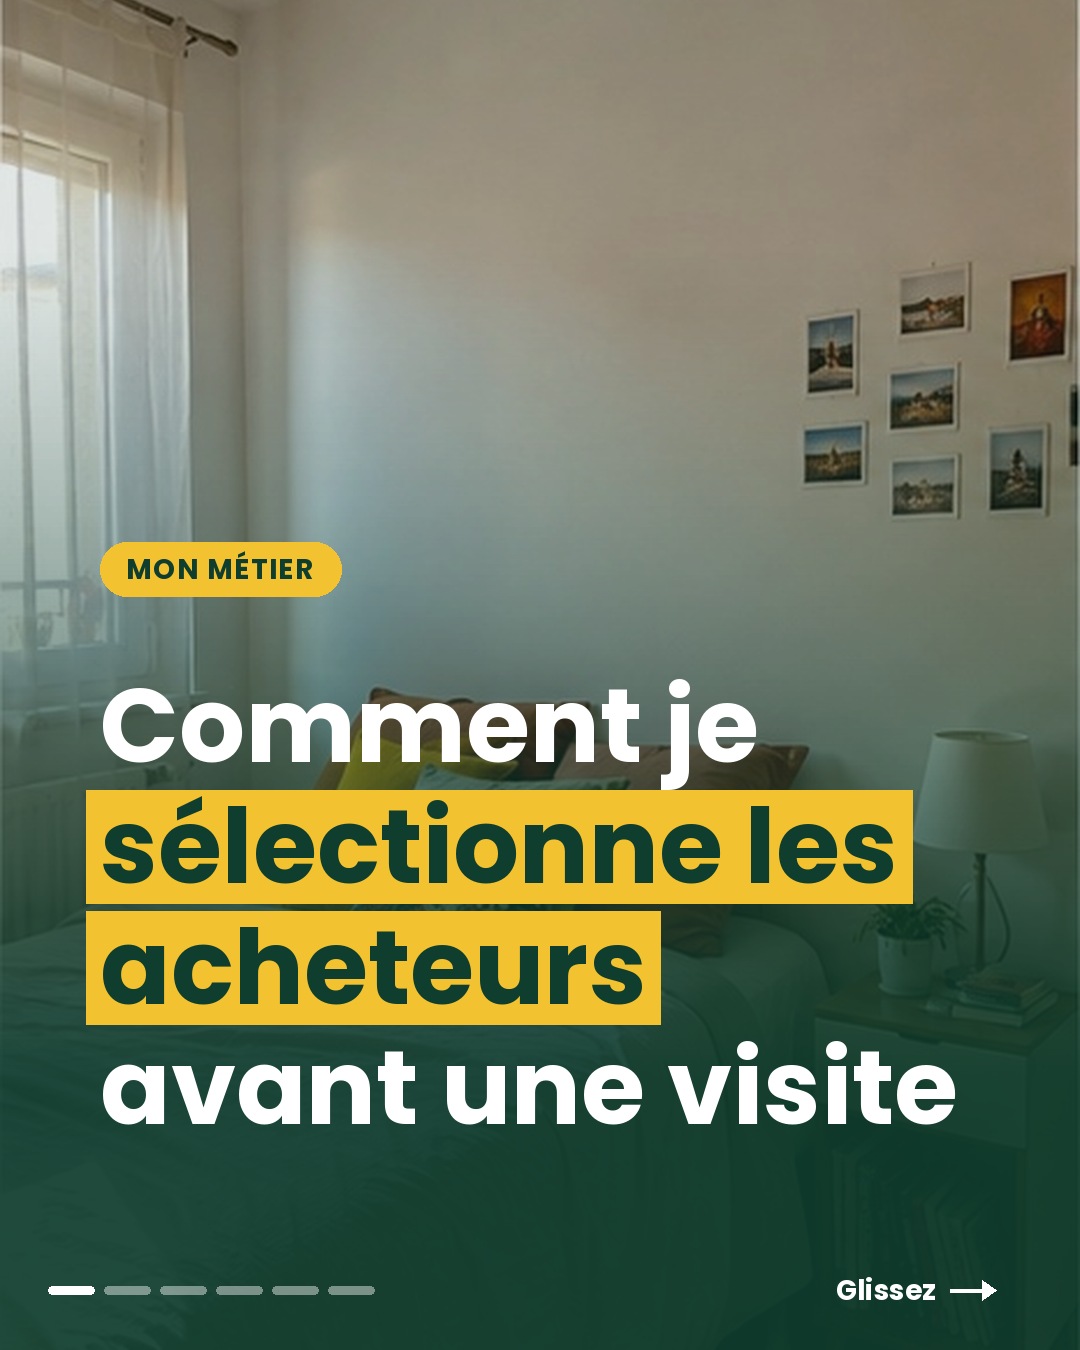 MON MÉTIER
Comment je
sélectionne les
acheteurs
avant une visite
Glissez